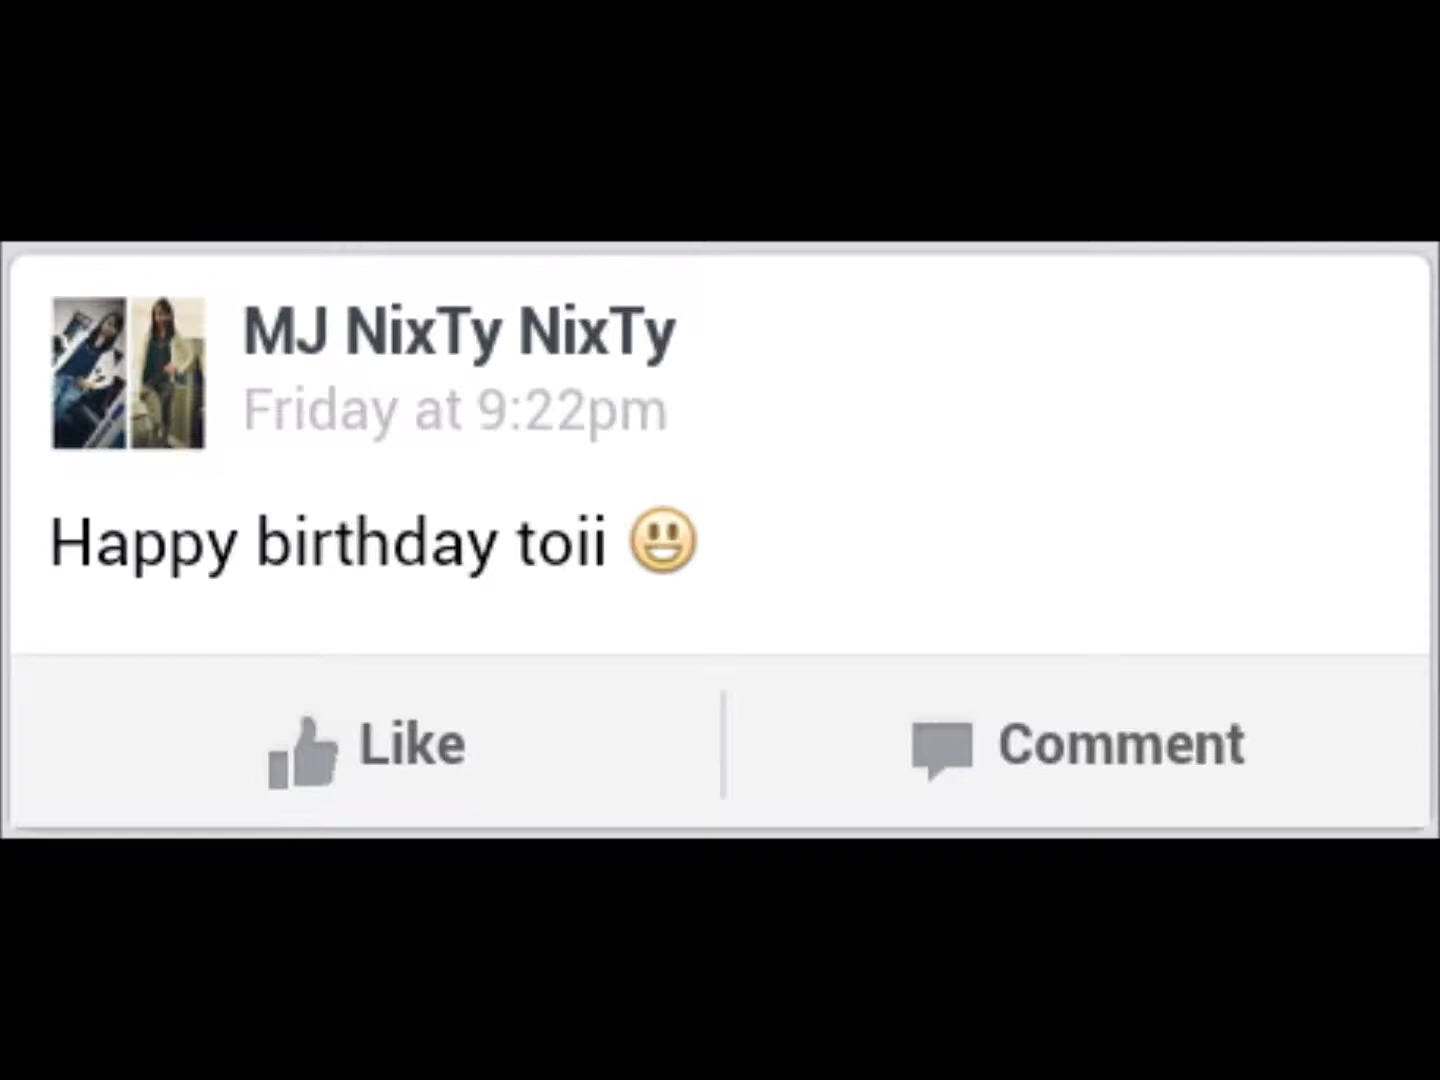 MJ NixTy NixTy
Friday at 9:22pm
Happy birthday toii 😃
Like
Comment